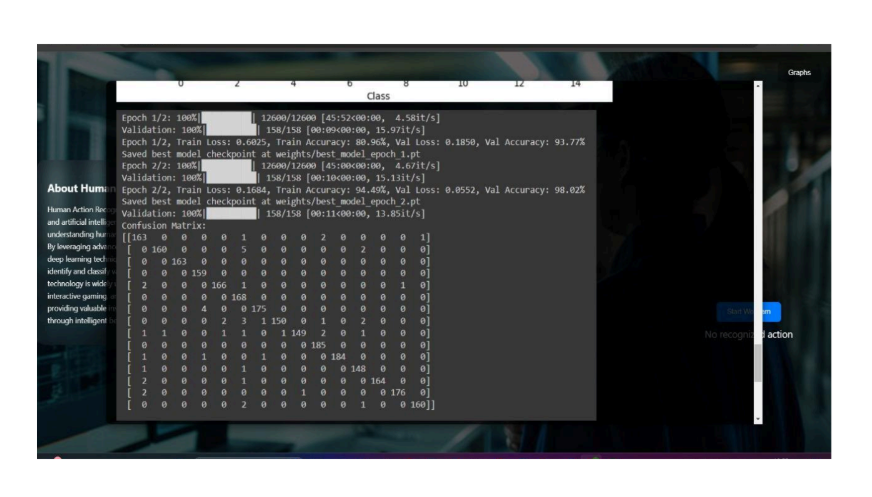 Graphs
0 2 4 6 8 10 12 14
Class
Epoch 1/2: 100%| | 12600/12600 [45:52<00:00, 4.58it/s]
Validation: 100%| | 158/158 [00:09<00:00, 15.97it/s]
Epoch 1/2, Train Loss: 0.6025, Train Accuracy: 80.96%, Val Loss: 0.1850, Val Accuracy: 93.77%
Saved best model checkpoint at weights/best_model_epoch_1.pt
Epoch 2/2: 100%| | 12600/12600 [45:00<00:00, 4.67it/s]
Validation: 100%| | 158/158 [00:10<00:00, 15.13it/s]
Epoch 2/2, Train Loss: 0.1684, Train Accuracy: 94.49%, Val Loss: 0.0552, Val Accuracy: 98.02%
Saved best model checkpoint at weights/best_model_epoch_2.pt
Validation: 100%| | 158/158 [00:11<00:00, 13.85it/s]
Confusion Matrix:
[[163 0 0 0 0 1 0 0 0 2 0 0 0 0 1]
[ 0 160 0 0 0 5 0 0 0 0 0 2 0 0 0]
[ 0 0 163 0 0 0 0 0 0 0 0 0 0 0 0]
[ 0 0 0 159 0 0 0 0 0 0 0 0 0 0 0]
[ 2 0 0 0 166 1 0 0 0 0 0 0 0 1 0]
[ 0 0 0 0 0 168 0 0 0 0 0 0 0 0 0]
[ 0 0 0 4 0 0 175 0 0 0 0 0 0 0 0]
[ 0 0 0 0 2 3 1 150 0 1 0 2 0 0 0]
[ 1 1 0 0 1 1 0 1 149 2 0 1 0 0 0]
[ 0 0 0 0 0 0 0 0 0 185 0 0 0 0 0]
[ 1 0 0 1 0 0 1 0 0 0 184 0 0 0 0]
[ 1 0 0 0 0 1 0 0 0 0 0 148 0 0 0]
[ 2 0 0 0 0 1 0 0 0 0 0 0 164 0 0]
[ 2 0 0 0 0 0 0 0 1 0 0 0 0 176 0]
[ 0 0 0 0 0 2 0 0 0 0 0 1 0 0 160]]
About Human
Human Action
and artificial
understanding
By leveraging
deep learning
identify and classify
technology is widely
interactive gaming
providing valuable
through intelligent
Start
No recognized action